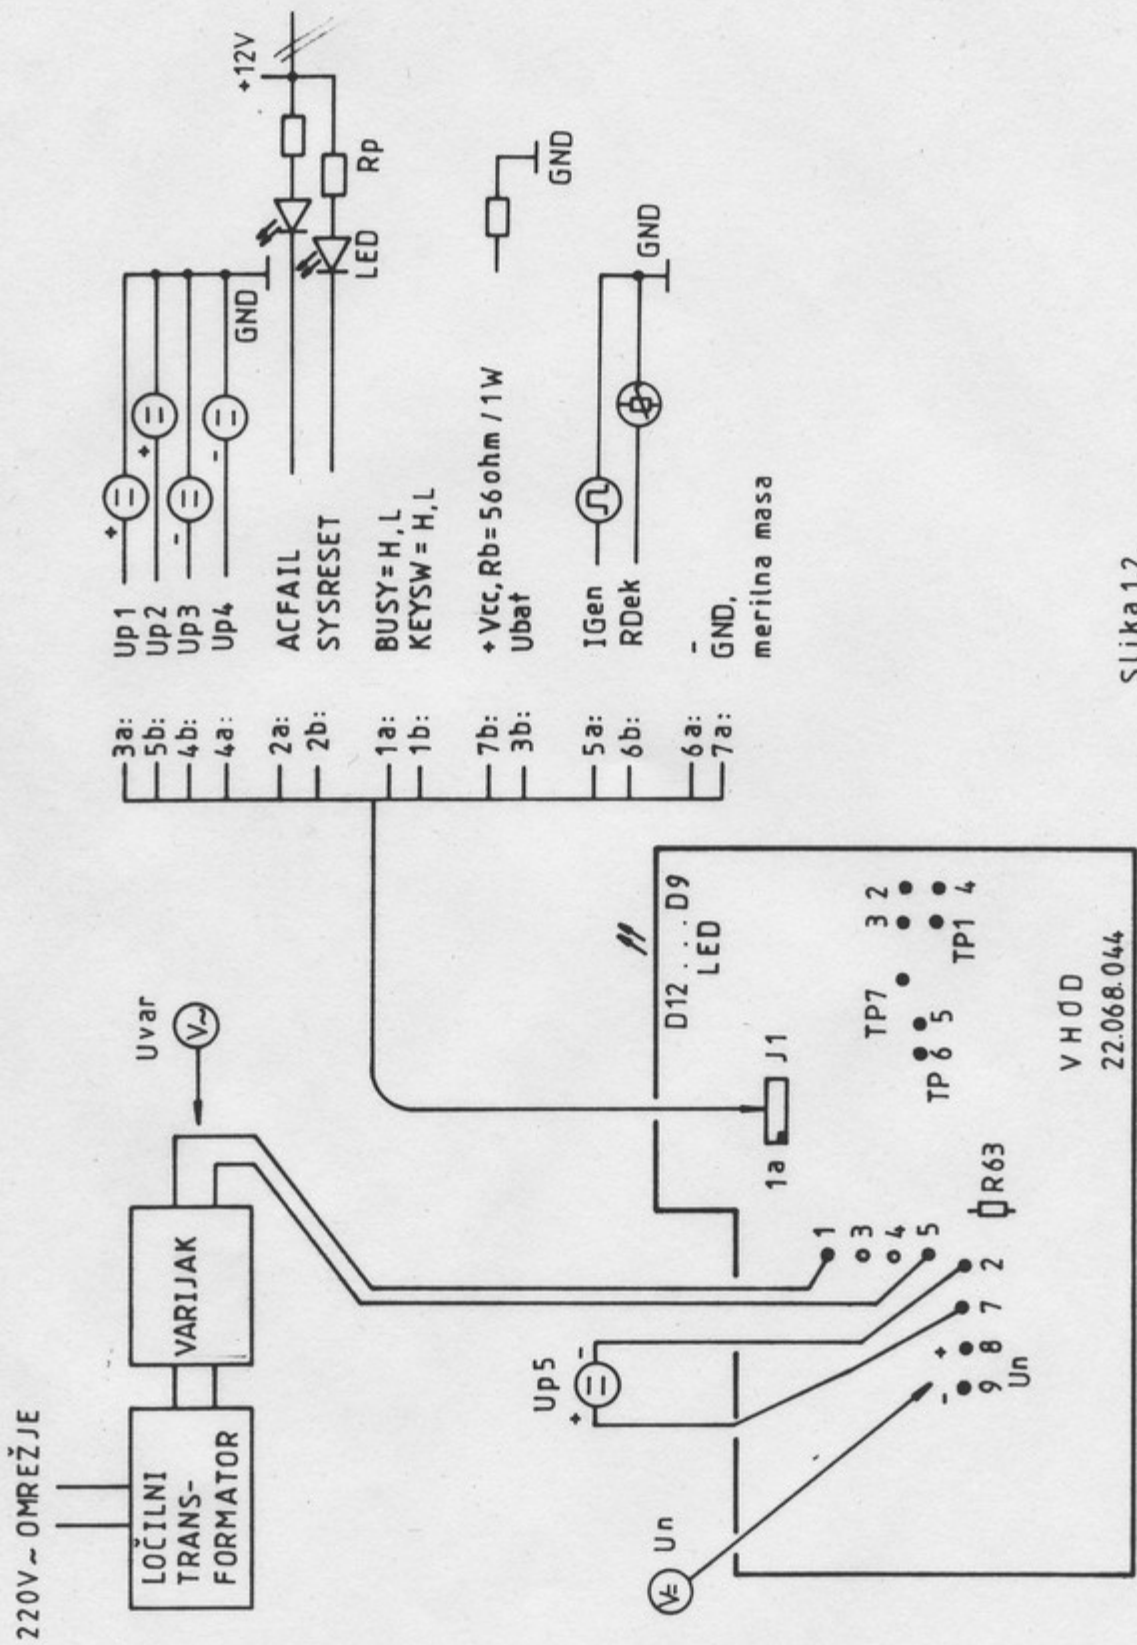 220V~ OMREŽJE
LOČILNI
TRANS-
FORMATOR
VARIJAK
Uvar
V~
3a: Up1
5b: Up2
4b: Up3
4a: Up4
+
+
-
-
GND
+12V
2a: ACFAIL
2b: SYSRESET
LED
Rp
1a: BUSY=H,L
1b: KEYSW=H,L
7b: +Vcc, Rb=56ohm/1W
3b: Ubat
GND
5a: IGen
6b: RDek
GND
6a: -
7a: GND,
merilna masa
Up5
+ -
V= Un
D12....D9
LED
1a J1
1
3
4
5
- +
9 8 7 2
Un
R63
TP7 3 2
TP 6 5
TP1 4
VHOD
22.068.044
Slika 12